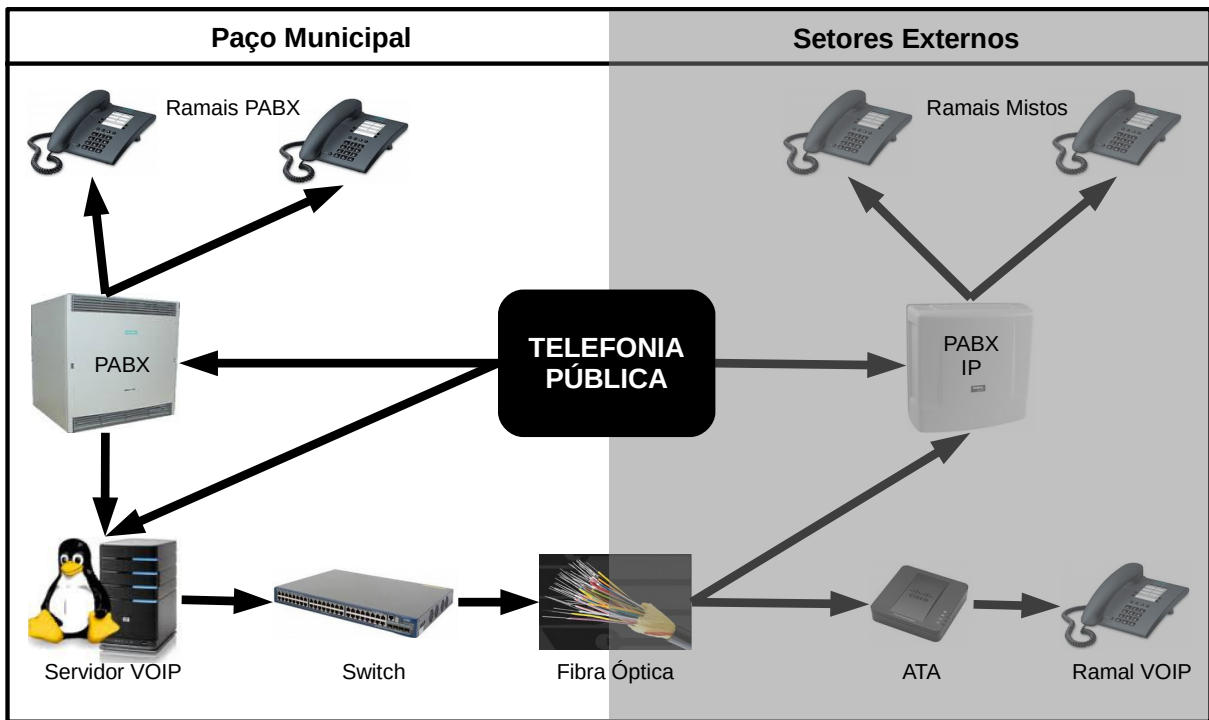 Paço Municipal
Setores Externos
Ramais PABX
Ramais Mistos
PABX
TELEFONIA
PÚBLICA
PABX
IP
Servidor VOIP
Switch
Fibra Óptica
ATA
Ramal VOIP